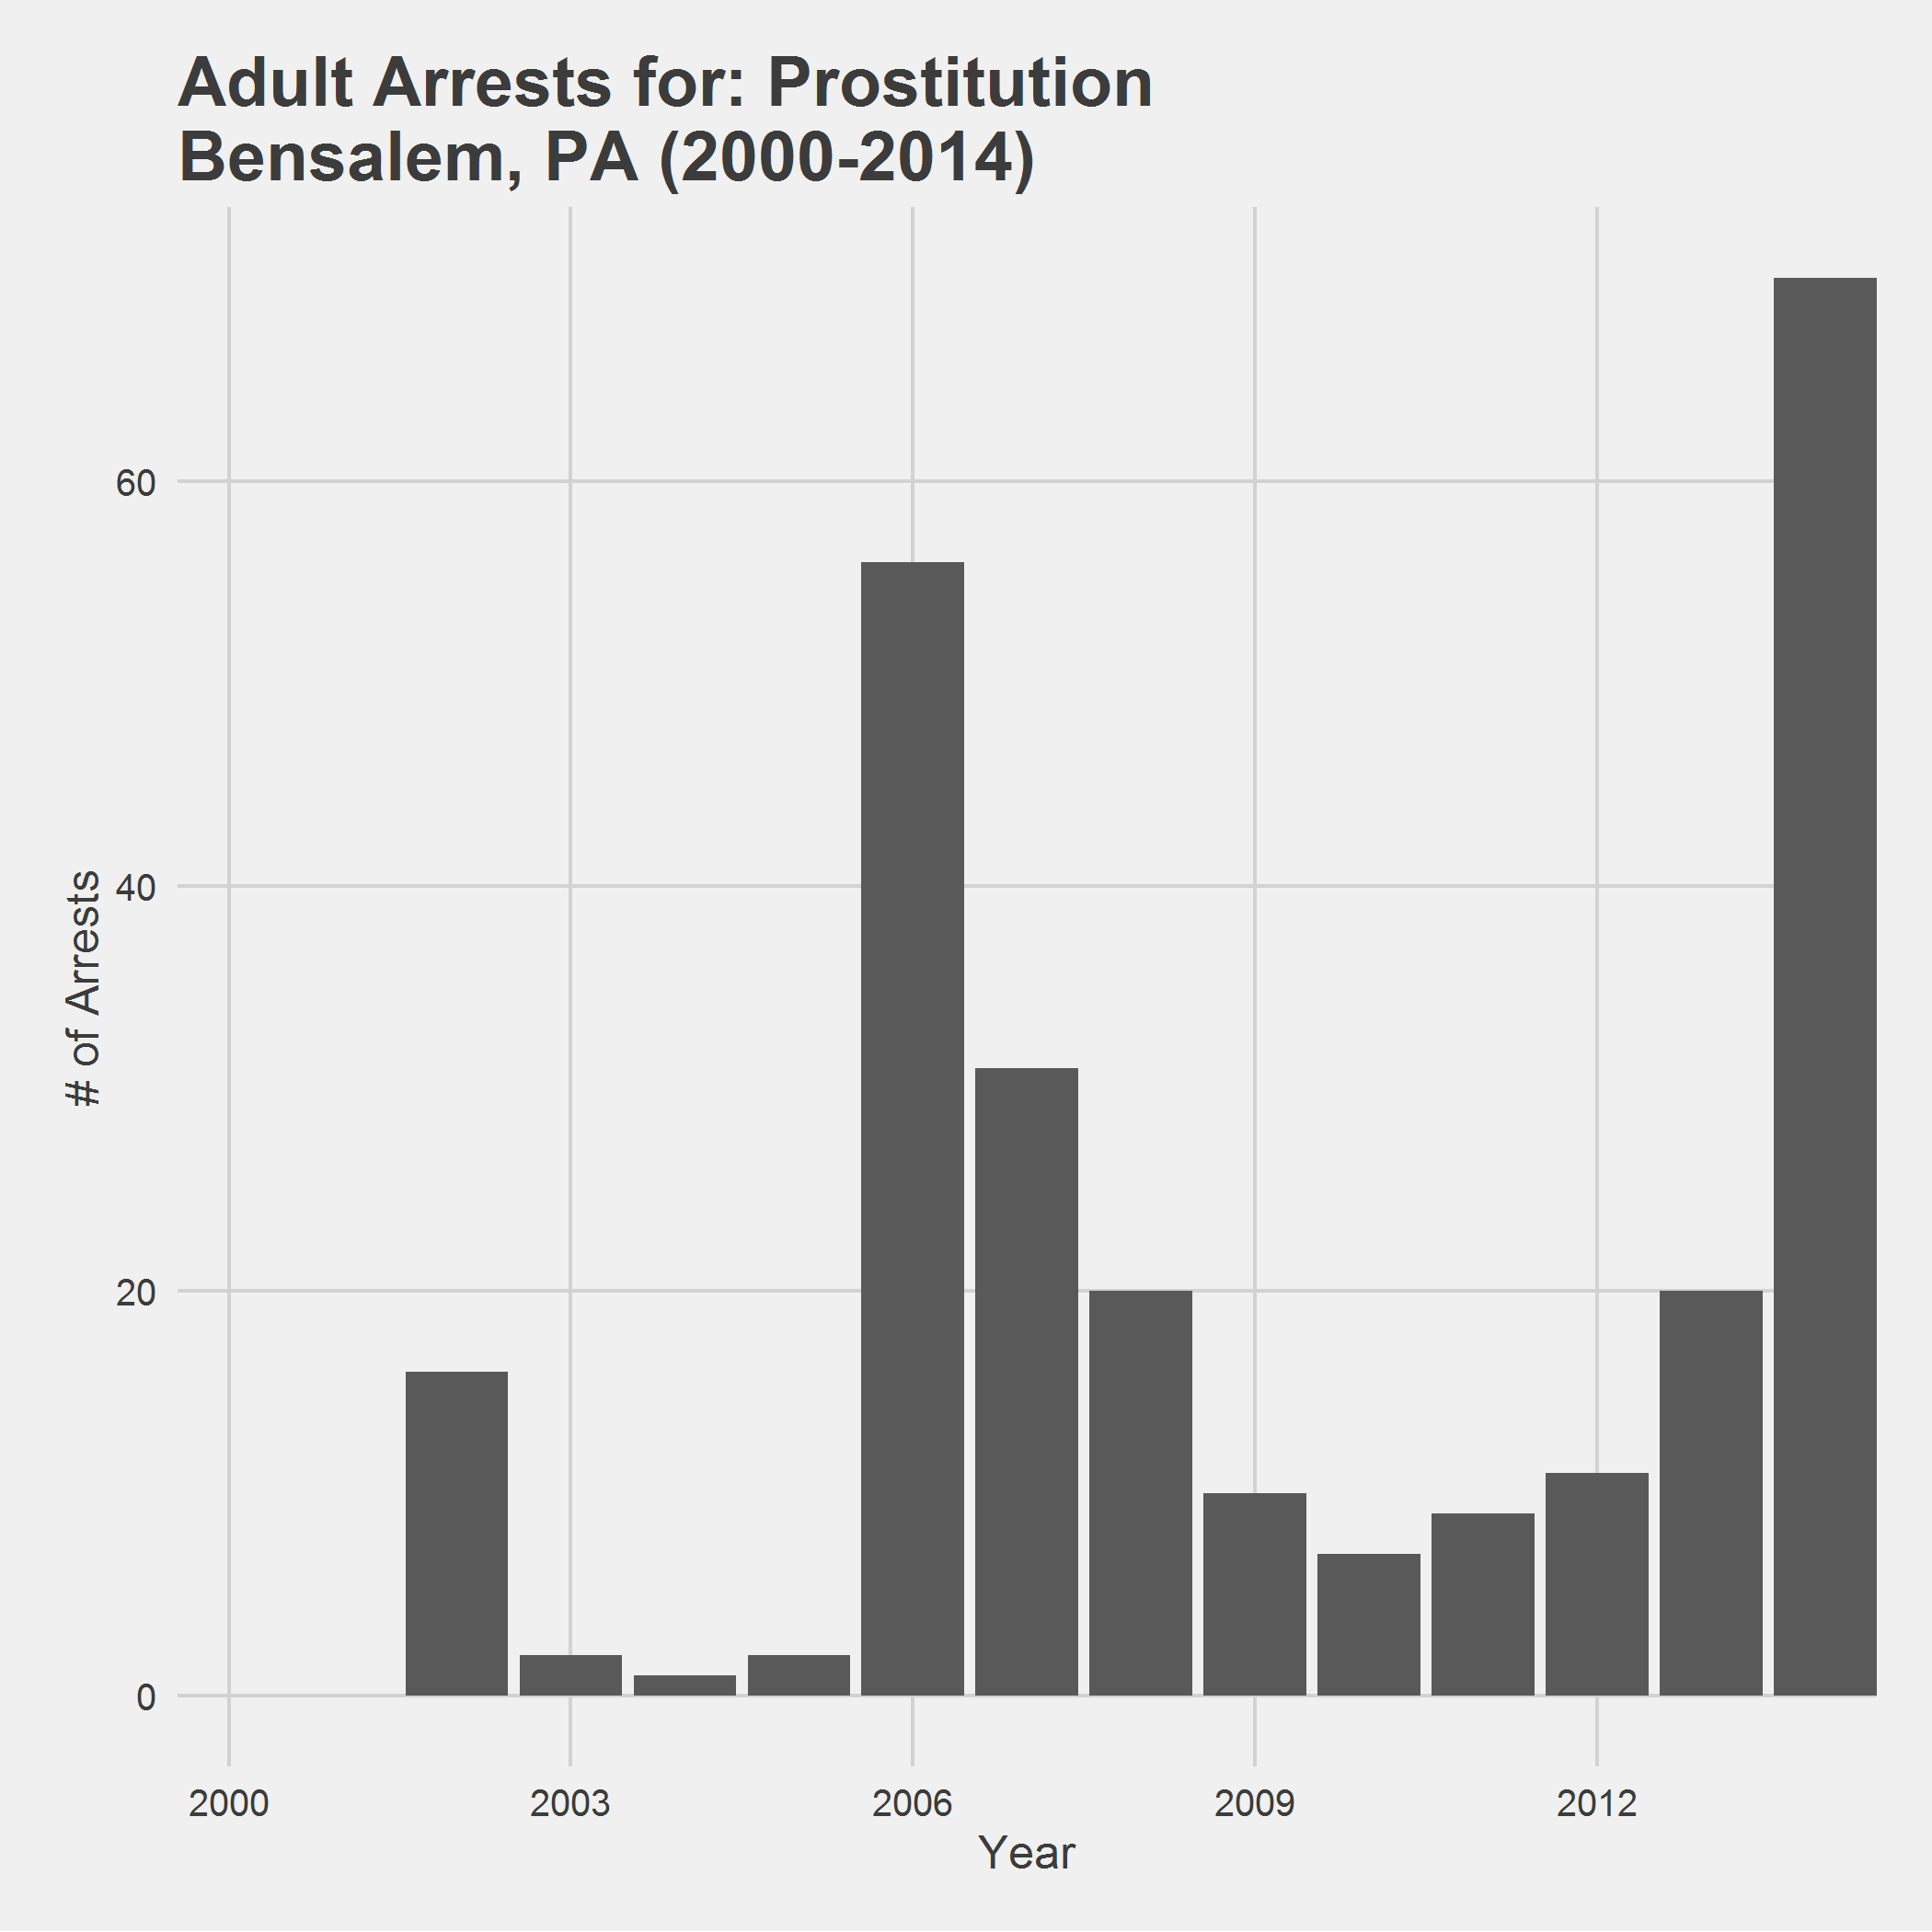 Adult Arrests for: Prostitution
Bensalem, PA (2000-2014)
60
40
20
0
# of Arrests
2000 2003 2006 2009 2012
Year